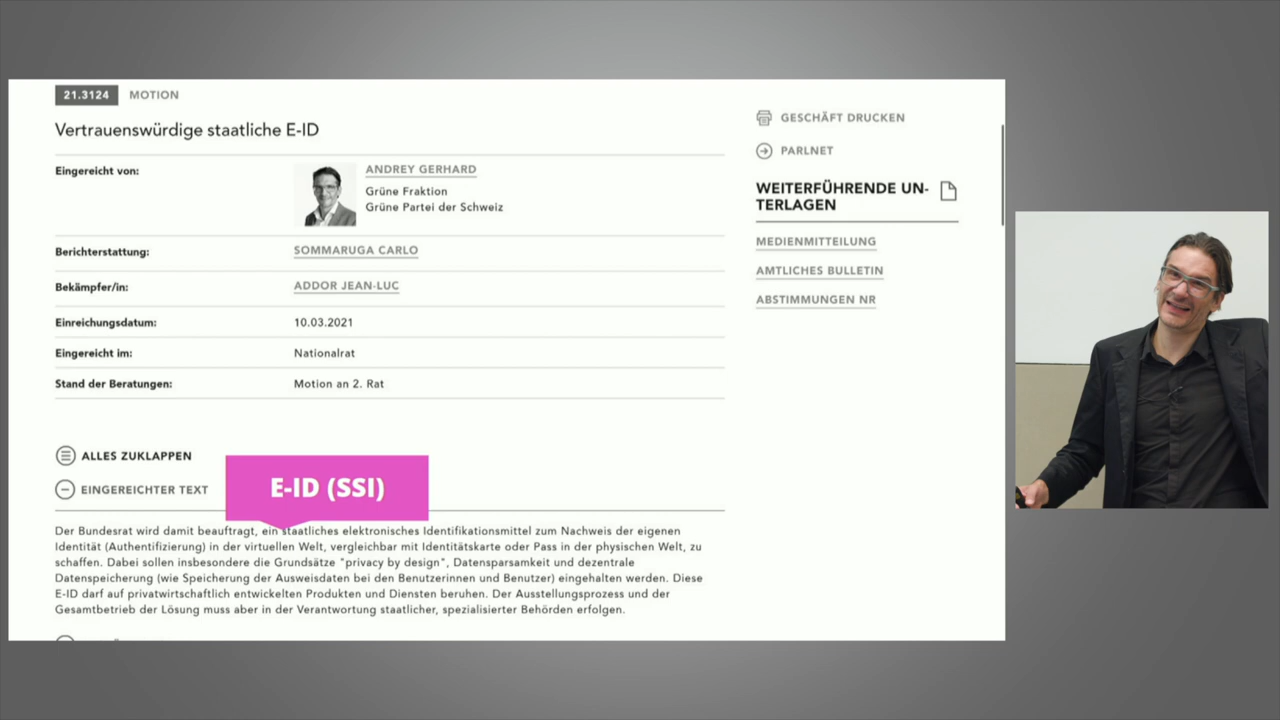 21.3124 MOTION
Vertrauenswürdige staatliche E-ID
Eingereicht von:
ANDREY GERHARD
Grüne Fraktion
Grüne Partei der Schweiz
Berichterstattung:
SOMMARUGA CARLO
Bekämpfer/in:
ADDOR JEAN-LUC
Einreichungsdatum:
10.03.2021
Eingereicht im:
Nationalrat
Stand der Beratungen:
Motion an 2. Rat
ALLES ZUKLAPPEN
EINGEREICHTER TEXT
E-ID (SSI)
Der Bundesrat wird damit beauftragt, ein staatliches elektronisches Identifikationsmittel zum Nachweis der eigenen
Identität (Authentifizierung) in der virtuellen Welt, vergleichbar mit Identitätskarte oder Pass in der physischen Welt, zu
schaffen. Dabei sollen insbesondere die Grundsätze "privacy by design", Datensparsamkeit und dezentrale
Datenspeicherung (wie Speicherung der Ausweisdaten bei den Benutzerinnen und Benutzer) eingehalten werden. Diese
E-ID darf auf privatwirtschaftlich entwickelten Produkten und Diensten beruhen. Der Ausstellungsprozess und der
Gesamtbetrieb der Lösung muss aber in der Verantwortung staatlicher, spezialisierter Behörden erfolgen.
GESCHÄFT DRUCKEN
PARLNET
WEITERFÜHRENDE UN-
TERLAGEN
MEDIENMITTEILUNG
AMTLICHES BULLETIN
ABSTIMMUNGEN NR